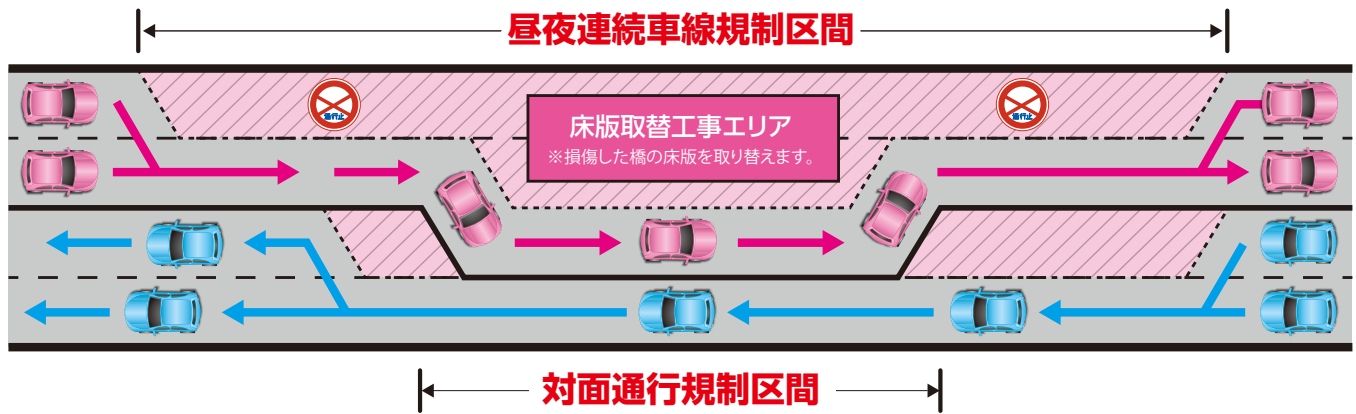 昼夜連続車線規制区間
通行止
通行止
床版取替工事エリア
※損傷した橋の床版を取り替えます。
対面通行規制区間